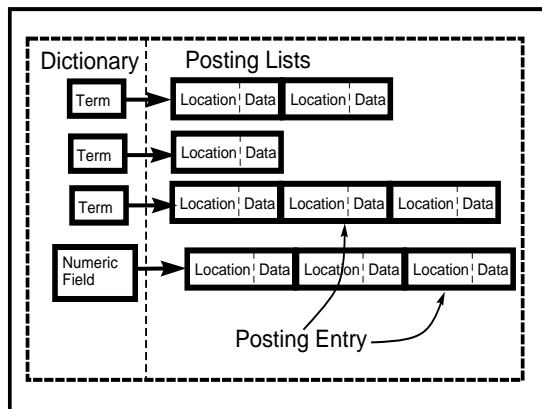 Dictionary Posting Lists
Term Location Data Location Data
Term Location Data
Term Location Data Location Data Location Data
Numeric
Field
Location Data Location Data Location Data
Posting Entry